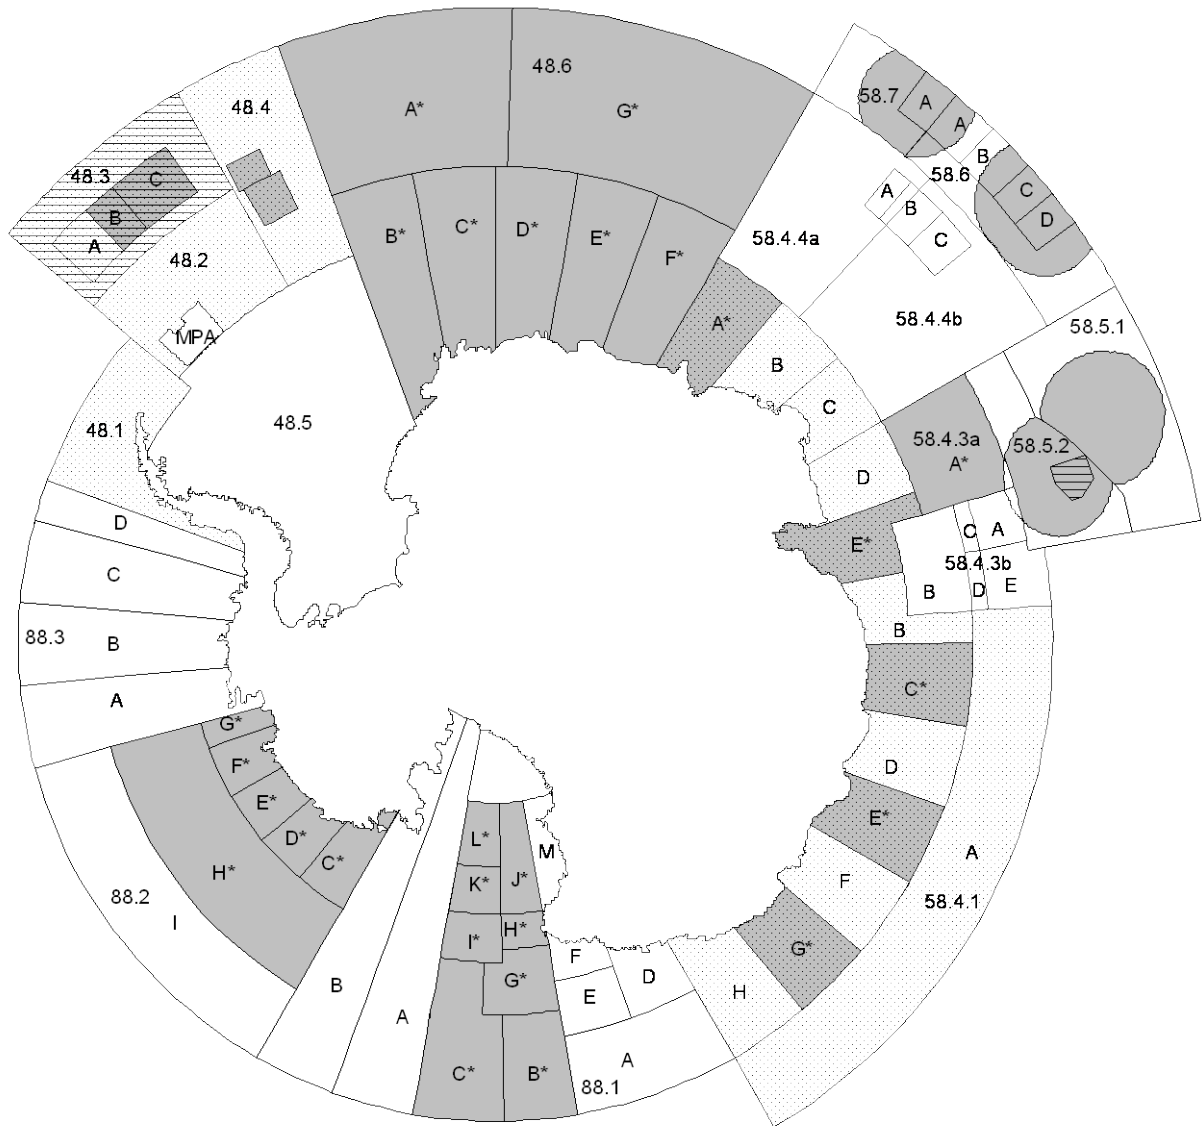 48.6
A*
G*
48.4
58.7
A
A
B
48.3
C
B
A
58.6
C
D
A
B
C
48.2
B*
C*
D*
E*
F*
58.4.4a
58.4.4b
MPA
A*
58.5.1
B
C
48.1
48.5
58.4.3a
A*
58.5.2
D
D
E*
C
A
58.4.3b
B
D
E
C
B
88.3
B
C*
A
G*
F*
D
E*
E*
D*
C*
H*
L*
M
J*
K*
F
A
58.4.1
88.2
I
H*
I*
G*
G*
F
D
E
H
B
A
C*
B*
A
88.1